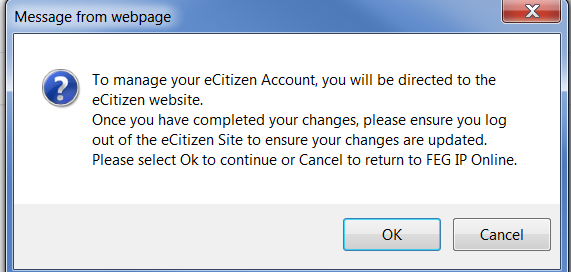 Message from webpage
To manage your eCitizen Account, you will be directed to the
eCitizen website.
Once you have completed your changes, please ensure you log
out of the eCitizen Site to ensure your changes are updated.
Please select Ok to continue or Cancel to return to FEG IP Online.
OK
Cancel